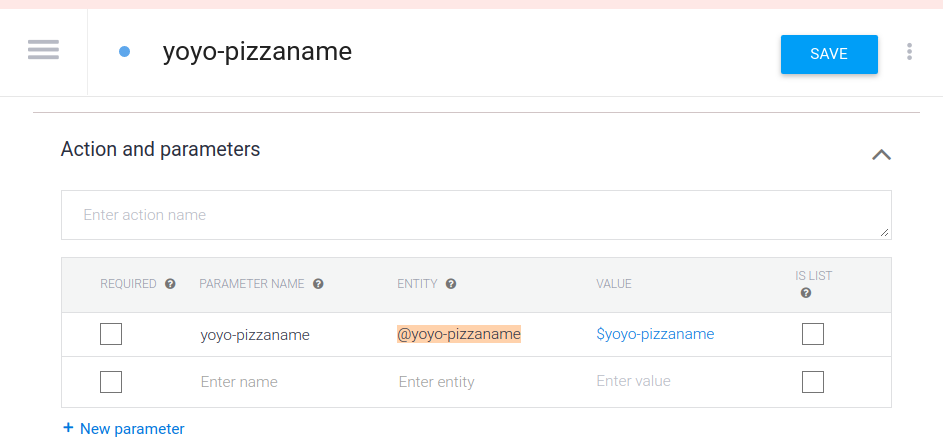 yoyo-pizzaname
SAVE
Action and parameters
Enter action name
REQUIRED ? PARAMETER NAME ? ENTITY ? VALUE IS LIST ?
yoyo-pizzaname @yoyo-pizzaname $yoyo-pizzaname
Enter name Enter entity Enter value
+ New parameter